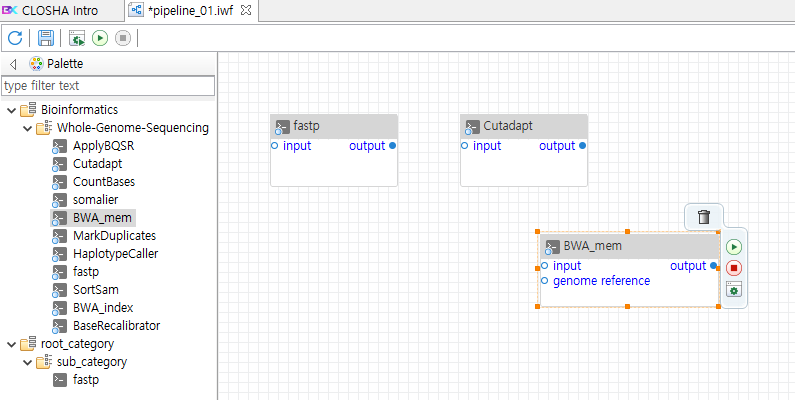 CLOSHA Intro
*pipeline_01.iwf
Palette
type filter text
Bioinformatics
Whole-Genome-Sequencing
ApplyBQSR
Cutadapt
CountBases
somalier
BWA_mem
MarkDuplicates
HaplotypeCaller
fastp
SortSam
BWA_index
BaseRecalibrator
root_category
sub_category
fastp
fastp
input output
Cutadapt
input output
BWA_mem
input output
genome reference